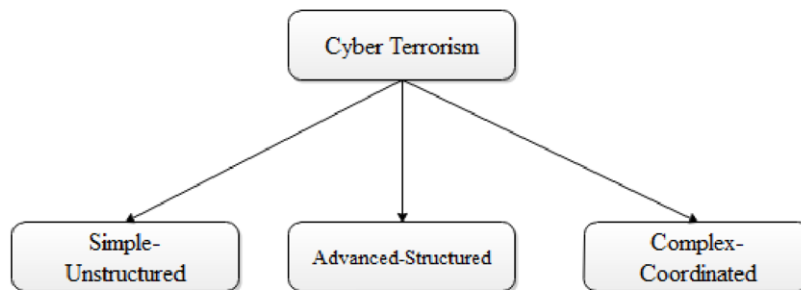 Cyber Terrorism
Simple-
Unstructured
Advanced-Structured
Complex-
Coordinated